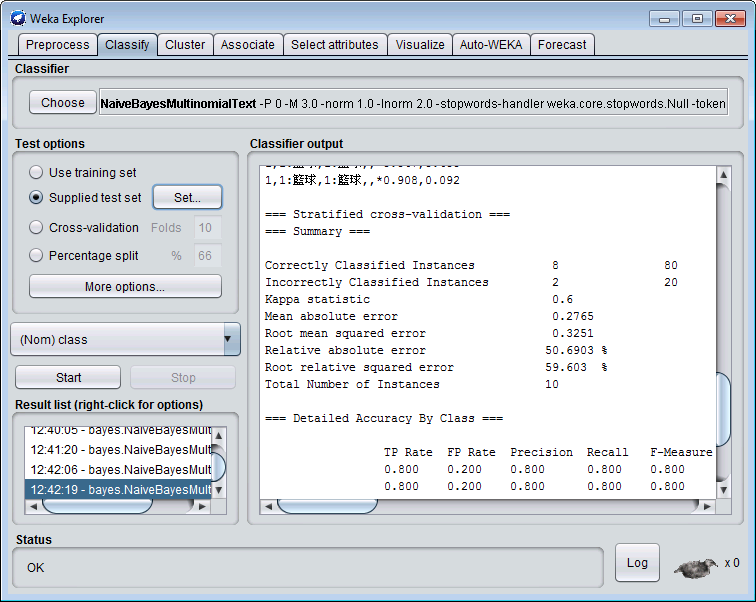 Weka Explorer
Preprocess Classify Cluster Associate Select attributes Visualize Auto-WEKA Forecast
Classifier
Choose NaiveBayesMultinomialText -P 0 -M 3.0 -norm 1.0 -lnorm 2.0 -stopwords-handler weka.core.stopwords.Null -token
Test options
Use training set
Supplied test set Set...
Cross-validation Folds 10
Percentage split % 66
More options...
(Nom) class
Start Stop
Result list (right-click for options)
12:40:05 - bayes.NaiveBayesMult
12:41:20 - bayes.NaiveBayesMult
12:42:06 - bayes.NaiveBayesMult
12:42:19 - bayes.NaiveBayesMult
Classifier output
1,1:籃球,1:籃球,,*0.908,0.092
=== Stratified cross-validation ===
=== Summary ===
Correctly Classified Instances 8 80
Incorrectly Classified Instances 2 20
Kappa statistic 0.6
Mean absolute error 0.2765
Root mean squared error 0.3251
Relative absolute error 50.6903 %
Root relative squared error 59.603 %
Total Number of Instances 10
=== Detailed Accuracy By Class ===
TP Rate FP Rate Precision Recall F-Measure
0.800 0.200 0.800 0.800 0.800
0.800 0.200 0.800 0.800 0.800
Status
OK
Log x 0